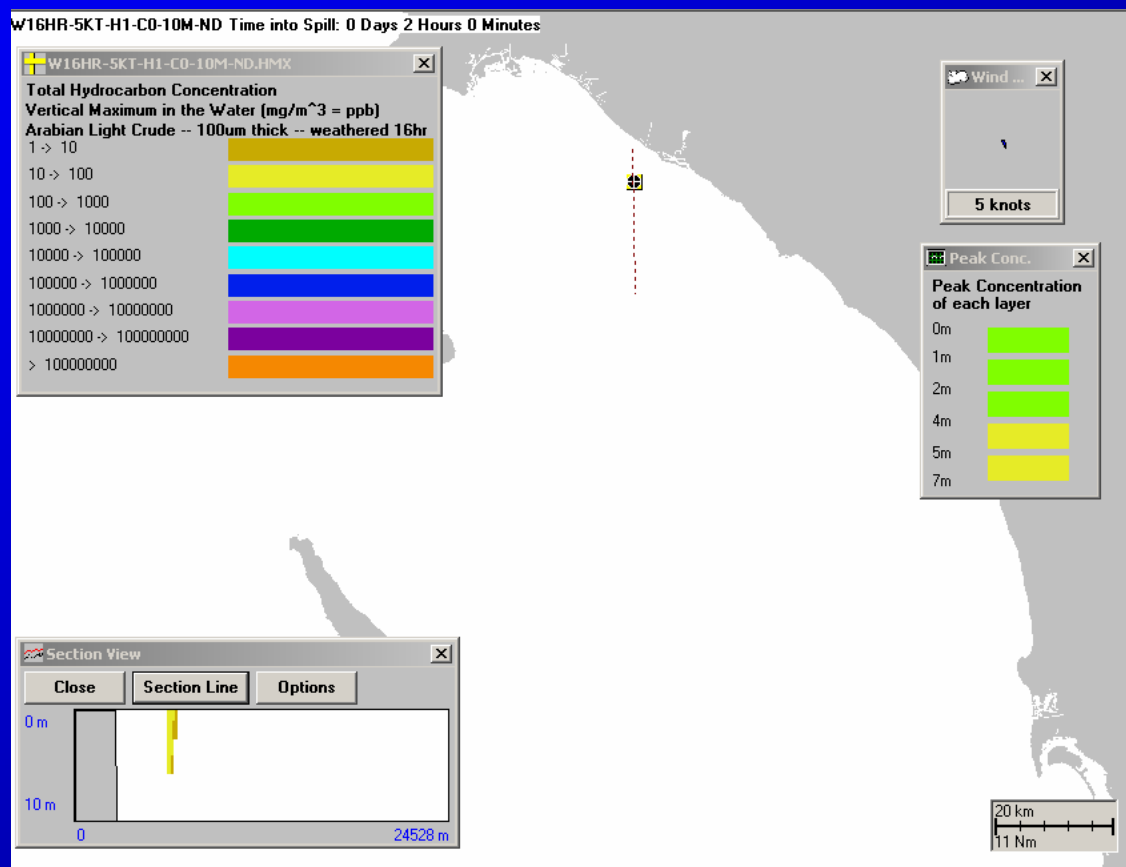 W16HR-5KT-H1-C0-10M-ND Time into Spill: 0 Days 2 Hours 0 Minutes
W16HR-5KT-H1-C0-10M-ND.HMX
Total Hydrocarbon Concentration
Vertical Maximum in the Water (mg/m^3 = ppb)
Arabian Light Crude -- 100um thick -- weathered 16hr
1 -> 10
10 -> 100
100 -> 1000
1000 -> 10000
10000 -> 100000
100000 -> 1000000
1000000 -> 10000000
10000000 -> 100000000
> 100000000
Wind ...
5 knots
Peak Conc.
Peak Concentration
of each layer
0m
1m
2m
4m
5m
7m
Section View
Close Section Line Options
0 m
10 m
0 24528 m
20 km
11 Nm